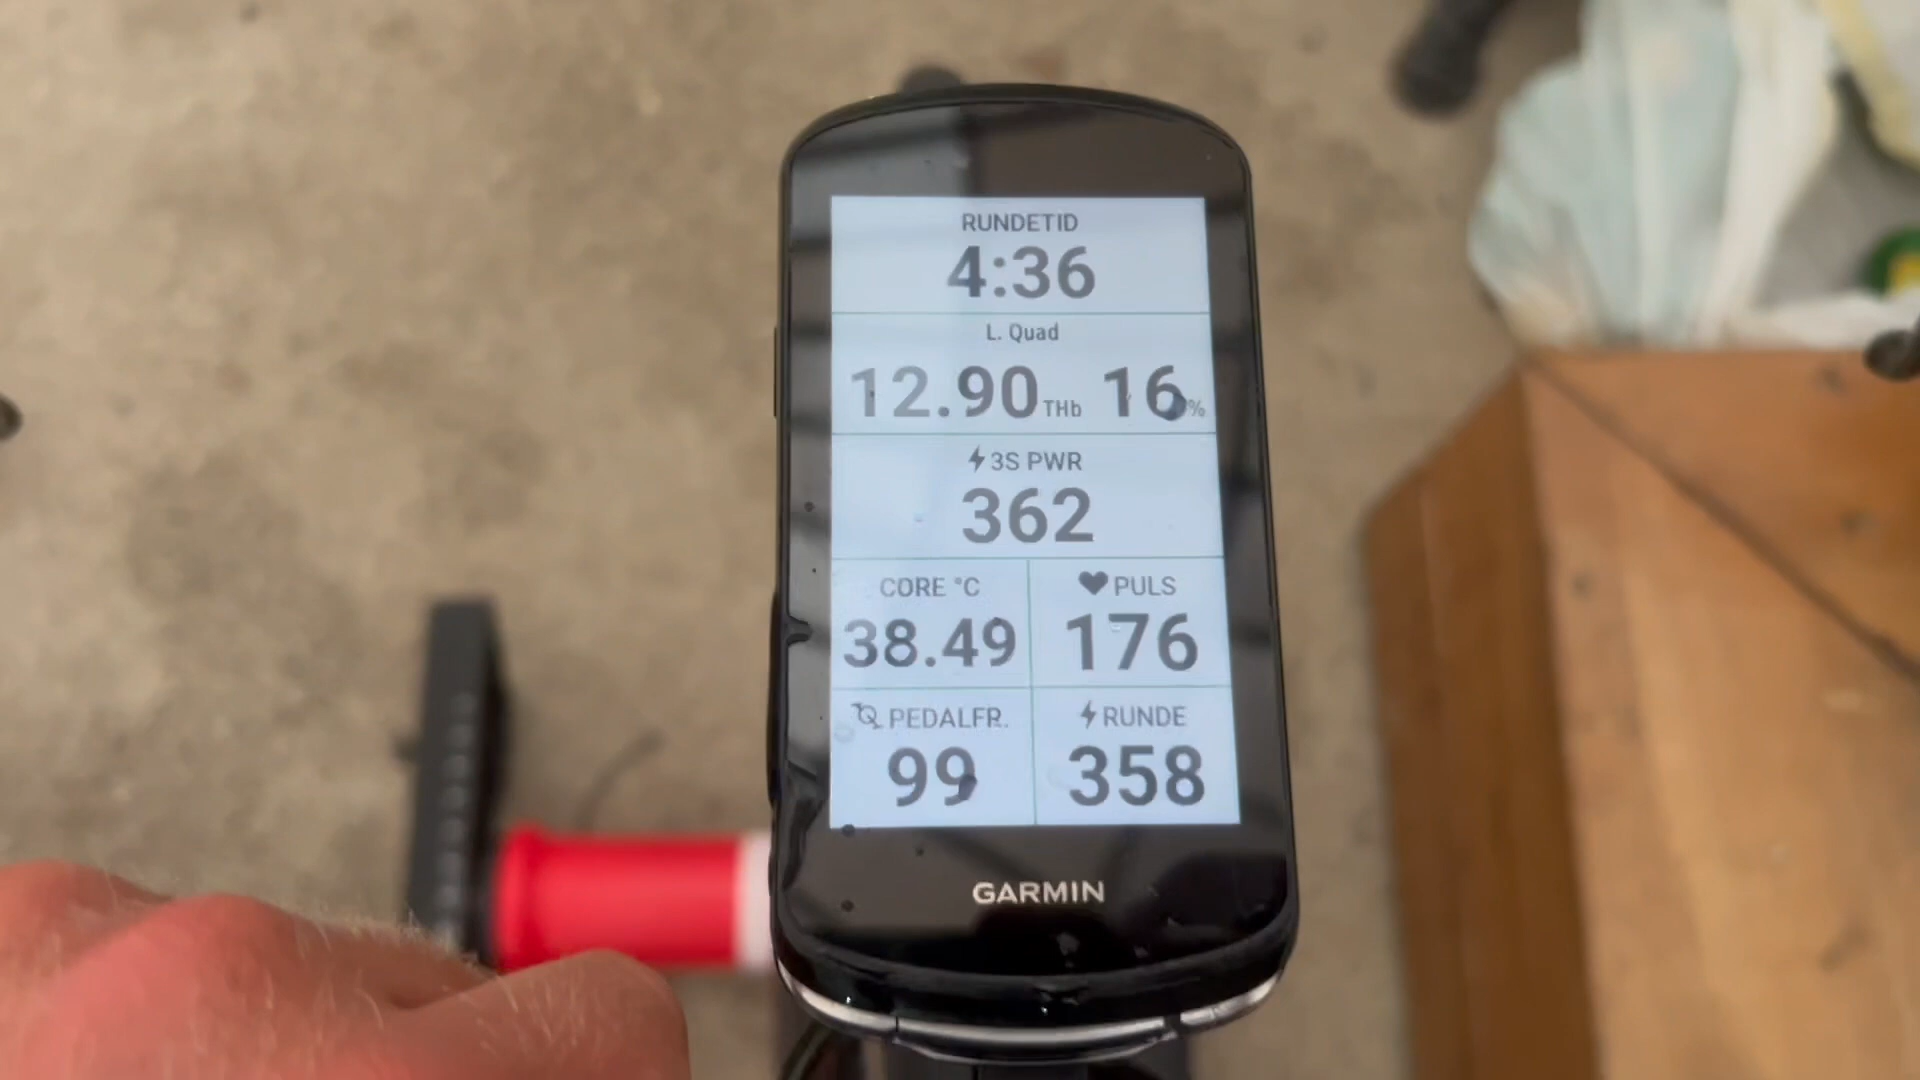 RUNDETID
4:36
L. Quad
12.90 THb 16 %
3S PWR
362
CORE °C
38.49
PULS
176
PEDALFR.
99
RUNDE
358
GARMIN